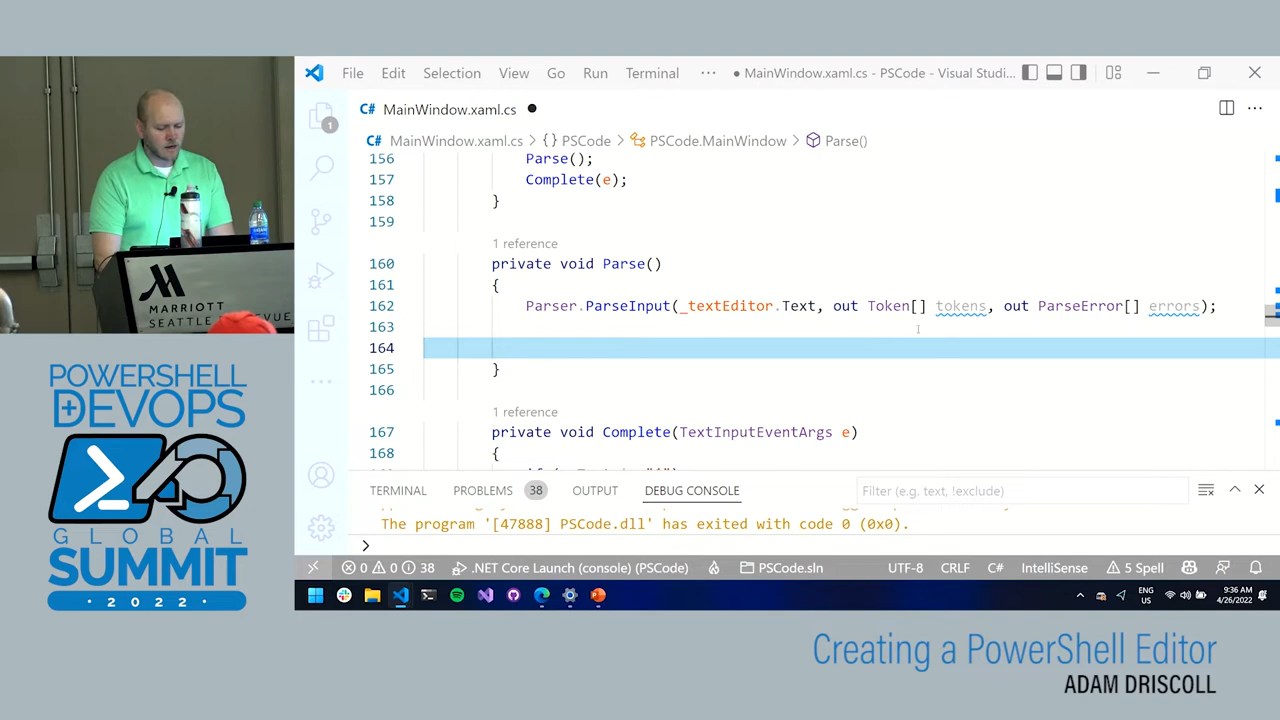 File Edit Selection View Go Run Terminal ··· ● MainWindow.xaml.cs - PSCode - Visual Studi...
C# MainWindow.xaml.cs ●
C# MainWindow.xaml.cs > {} PSCode > PSCode.MainWindow > Parse()
156 Parse();
157 Complete(e);
158 }
159
1 reference
160 private void Parse()
161 {
162 Parser.ParseInput(_textEditor.Text, out Token[] tokens, out ParseError[] errors);
163
164
165 }
166
1 reference
167 private void Complete(TextInputEventArgs e)
168 {
1
TERMINAL PROBLEMS 38 OUTPUT DEBUG CONSOLE Filter (e.g. text, !exclude)
The program '[47888] PSCode.dll' has exited with code 0 (0x0).
>
0 0 38 .NET Core Launch (console) (PSCode) PSCode.sln UTF-8 CRLF C# IntelliSense 5 Spell
ENG
US
9:36 AM
4/26/2022
MARRIOTT
POWERSHELL
+DEVOPS
GLOBAL
SUMMIT
· 2022 ·
Creating a PowerShell Editor
ADAM DRISCOLL